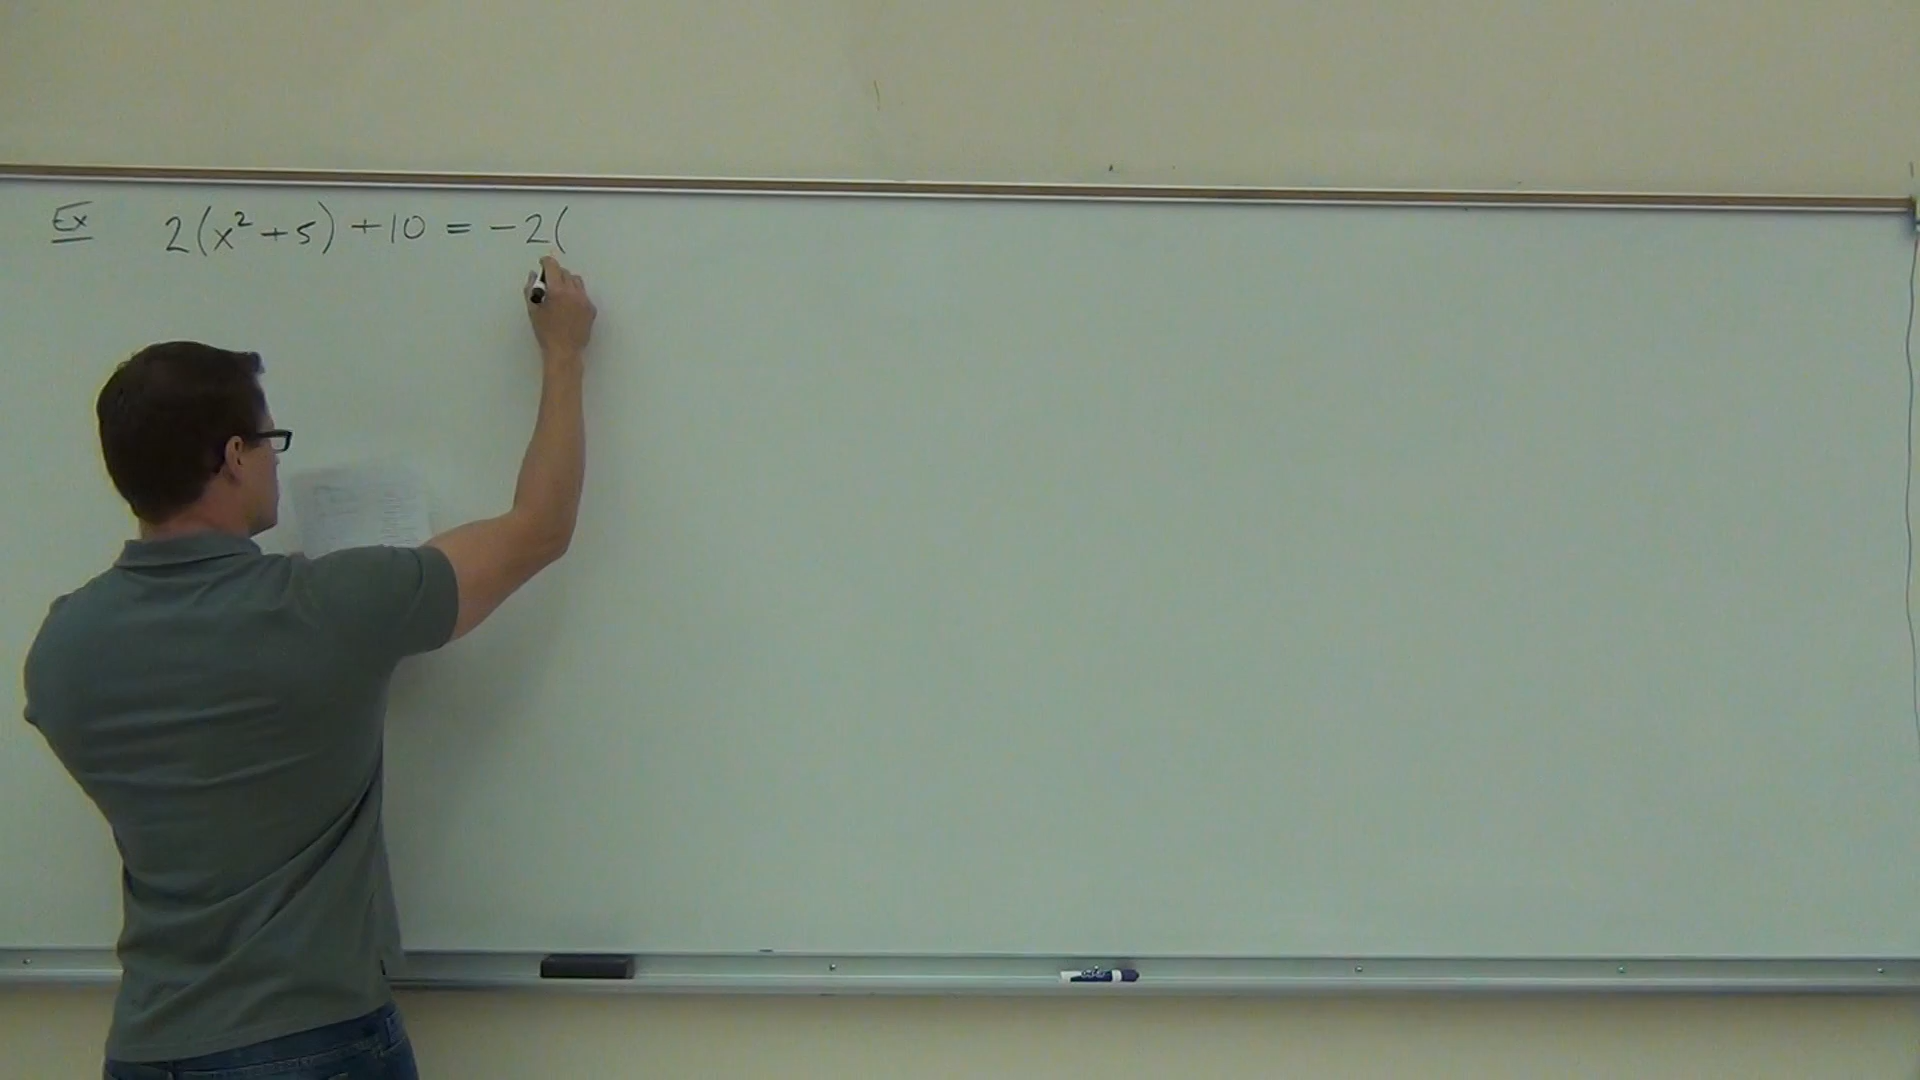 Ex 2(x²+5)+10 = -2(